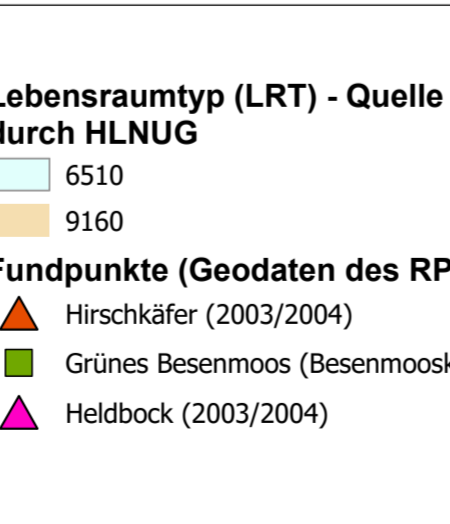 Lebensraumtyp (LRT) - Quelle
durch HLNUG
6510
9160
Fundpunkte (Geodaten des RP
Hirschkäfer (2003/2004)
Grünes Besenmoos (Besenmoosk
Heldbock (2003/2004)